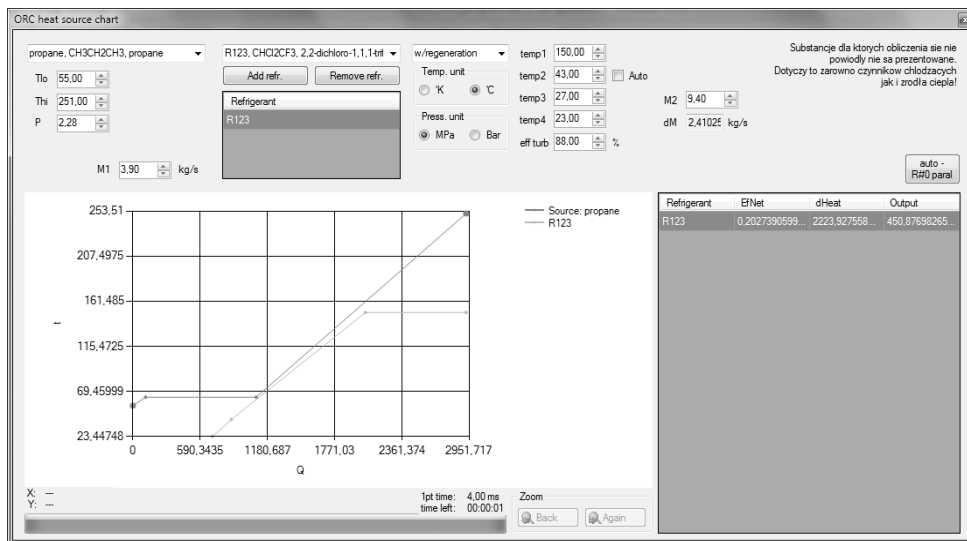 ORC heat source chart
propane, CH3CH2CH3, propane
R123, CHCl2CF3, 2,2-dichloro-1,1,1-trif
w/regeneration
temp1 150,00
Substancje dla ktorych obliczenia sie nie
powiodly nie sa prezentowane.
Dotyczy to zarowno czynnikow chlodzacych
jak i zrodła ciepla!
Tlo 55,00
Thi 251,00
P 2,28
M1 3,90 kg/s
Add refr. Remove refr.
Refrigerant
R123
Temp. unit
'K 'C
Press. unit
MPa Bar
temp2 43,00 Auto
temp3 27,00
temp4 23,00
eff turb 88,00 %
M2 9,40
dM 2,41025 kg/s
auto -
R#0 paral
253,51
207,4975
161,485
115,4725
69,45999
23,44748
t
0 590,3435 1180,687 1771,03 2361,374 2951,717
Q
Source: propane
R123
Refrigerant EfNet dHeat Output
R123 0,2027390599... 2223,927558... 450,87698265...
X: ---
Y: ---
1pt time: 4,00 ms
time left: 00:00:01
Zoom
Back Again